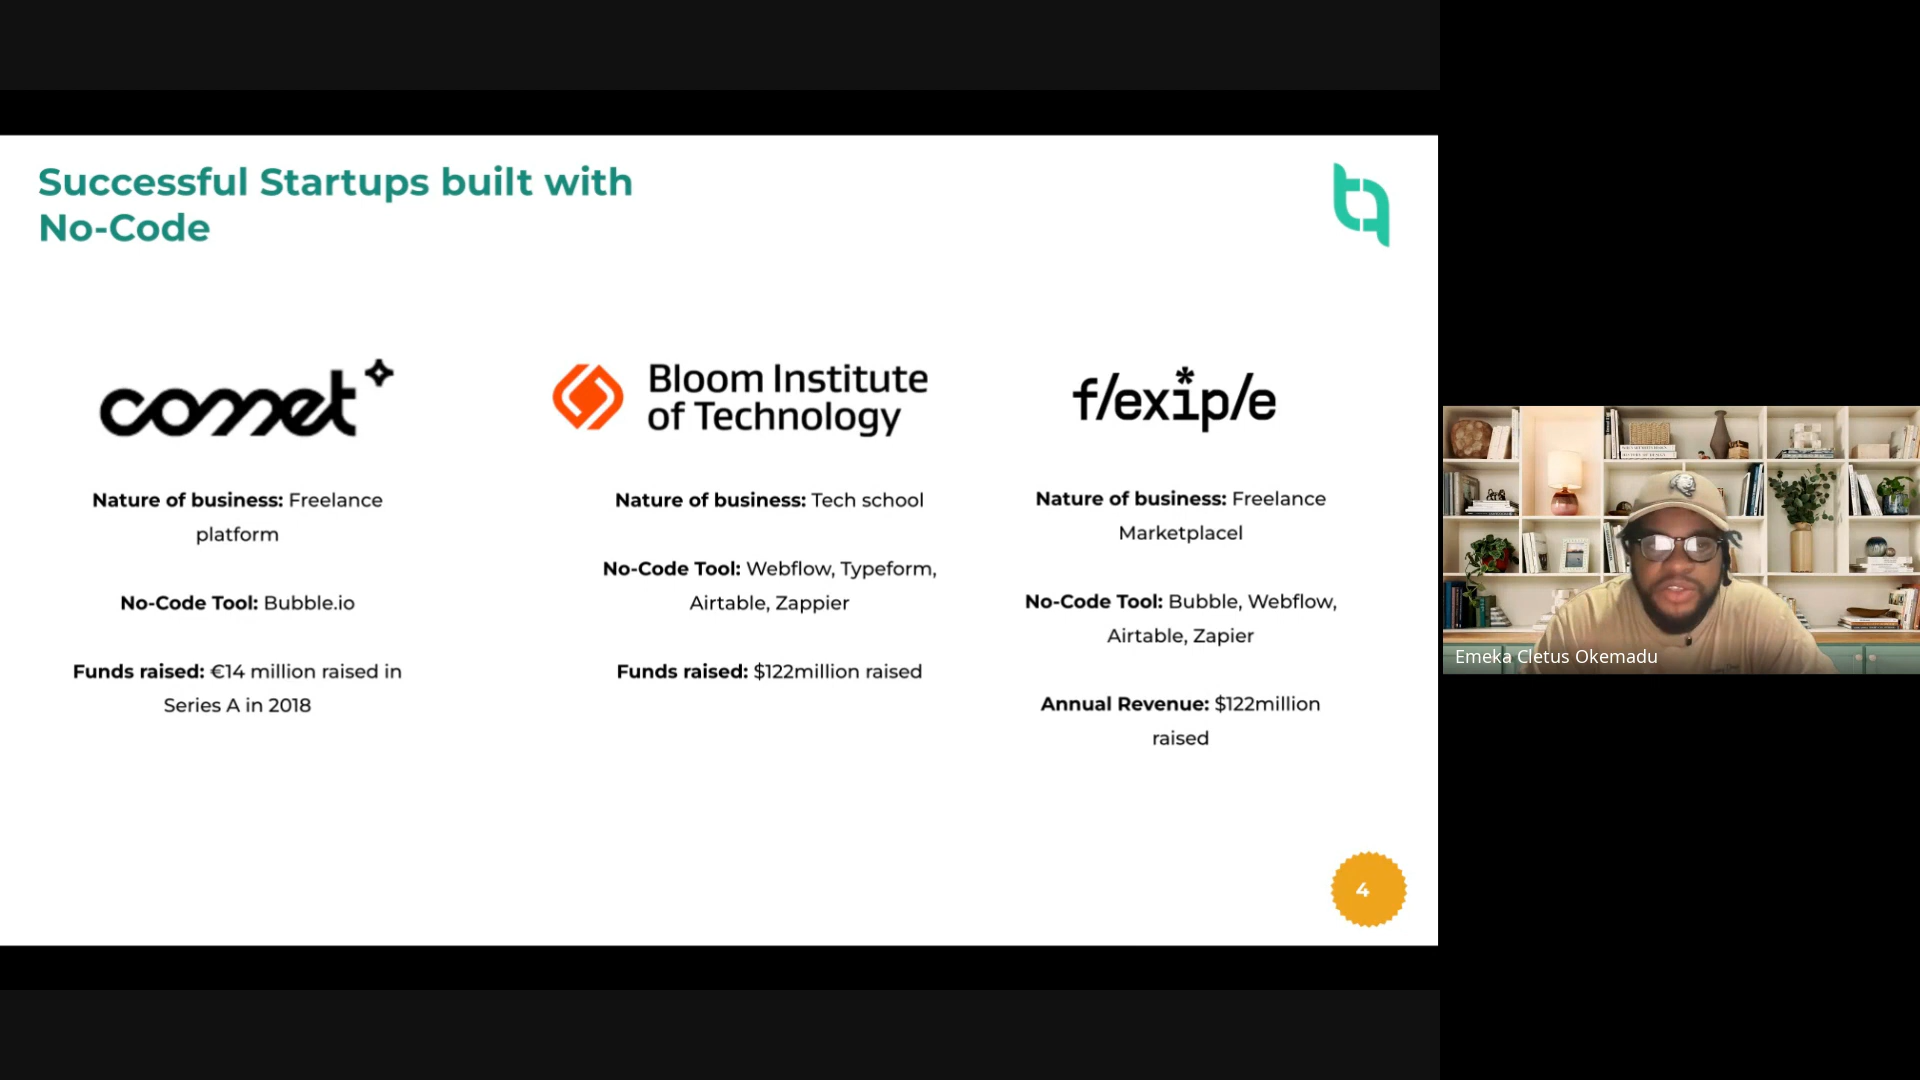 Successful Startups built with
No-Code
comet
Bloom Institute
of Technology
f/exip/e
Nature of business: Freelance
platform
No-Code Tool: Bubble.io
Funds raised: €14 million raised in
Series A in 2018
Nature of business: Tech school
No-Code Tool: Webflow, Typeform,
Airtable, Zappier
Funds raised: $122million raised
Nature of business: Freelance
Marketplacel
No-Code Tool: Bubble, Webflow,
Airtable, Zapier
Annual Revenue: $122million
raised
4
Emeka Cletus Okemadu